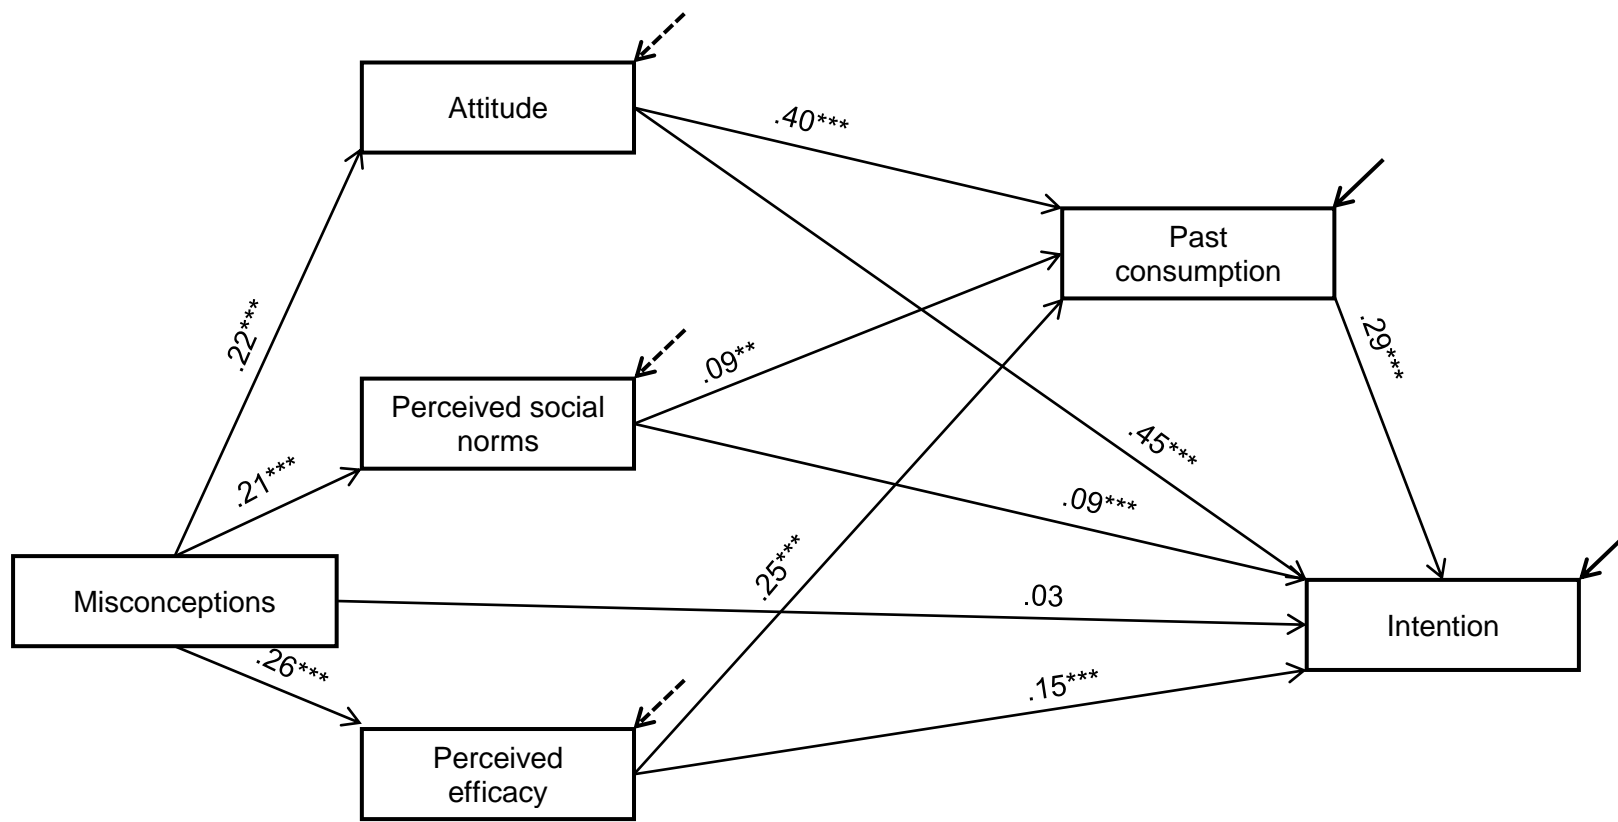 Attitude
.40***
Past
consumption
.22***
.29***
Perceived social
norms
.09**
.21***
.45***
.09***
.25***
Misconceptions
.03
Intention
.26***
.15***
Perceived
efficacy